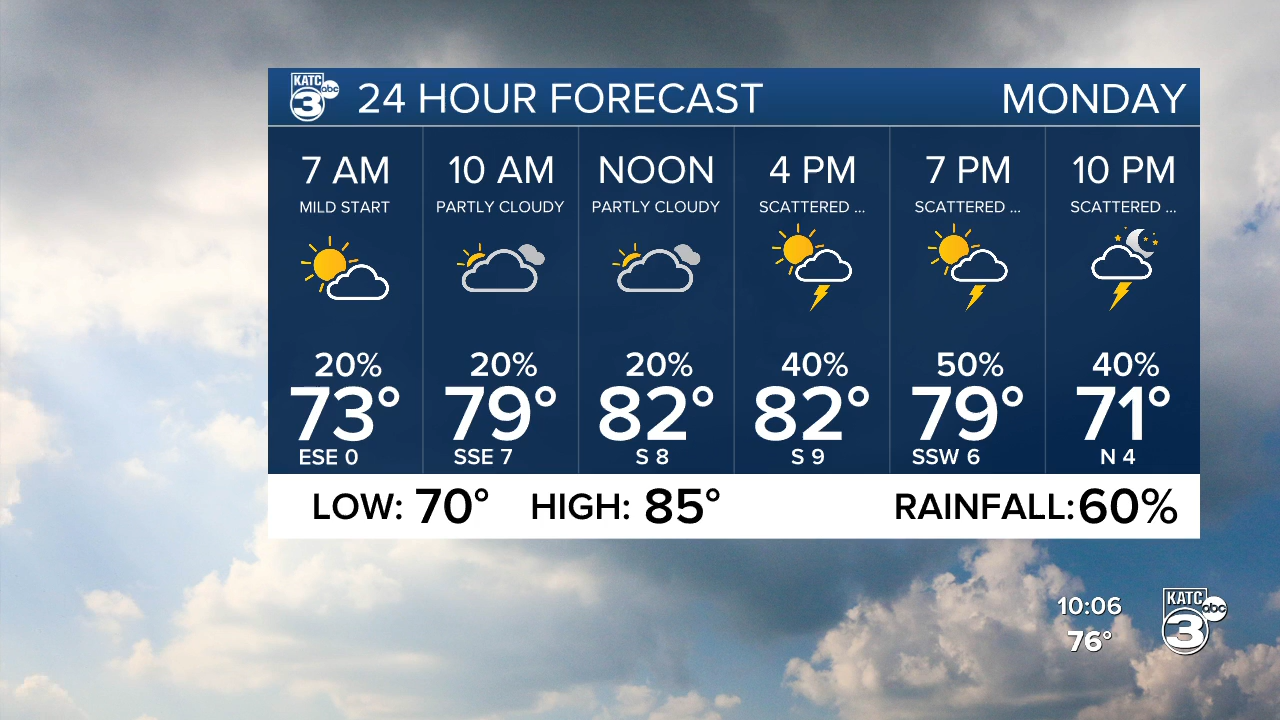 KATC
3
abc
24 HOUR FORECAST
MONDAY
7 AM
MILD START
20%
73°
ESE 0
10 AM
PARTLY CLOUDY
20%
79°
SSE 7
NOON
PARTLY CLOUDY
20%
82°
S 8
4 PM
SCATTERED ...
40%
82°
S 9
7 PM
SCATTERED ...
50%
79°
SSW 6
10 PM
SCATTERED ...
40%
71°
N 4
LOW: 70° HIGH: 85° RAINFALL:60%
10:06
76°
KATC
3
abc